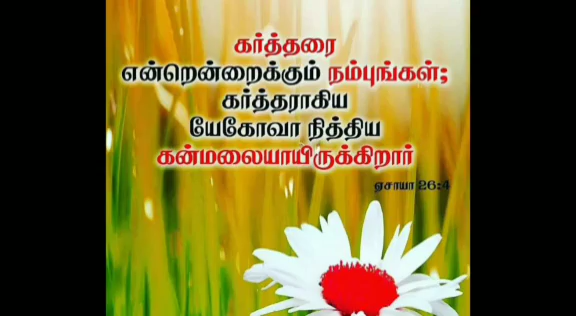 கர்த்தரை
என்றென்றைக்கும் நம்புங்கள்;
கர்த்தராகிய
யேகோவா நித்திய
கன்மலையாயிருக்கிறார்
ஏசாயா 26:4